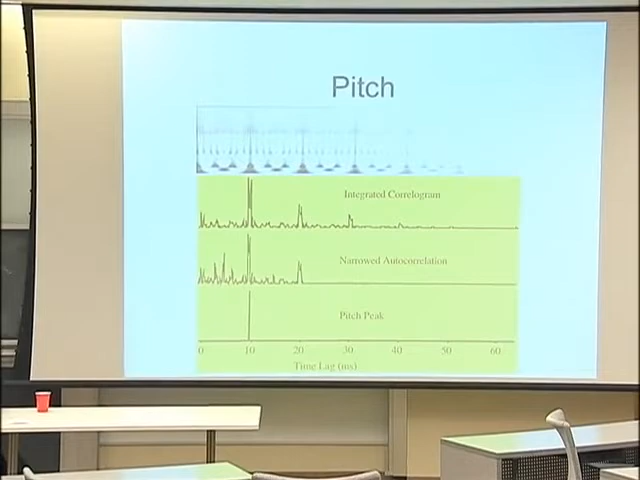 Pitch
Integrated Correlogram
Narrowed Autocorrelation
Pitch Peak
0 10 20 30 40 50 60
Time Lag (ms)